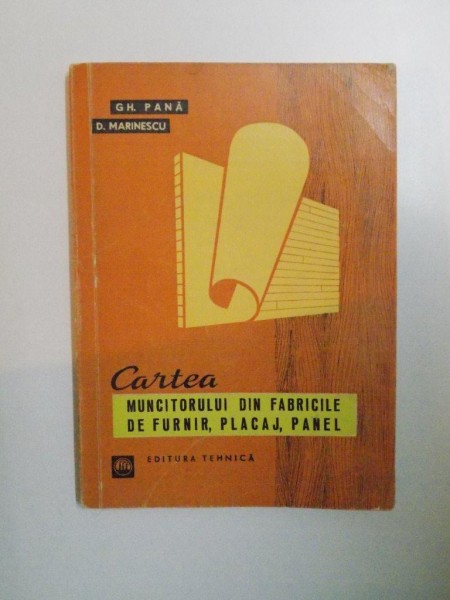 GH. PANĂ
D. MARINESCU
Cartea
MUNCITORULUI DIN FABRICILE
DE FURNIR, PLACAJ, PANEL
EDITURA TEHNICĂ